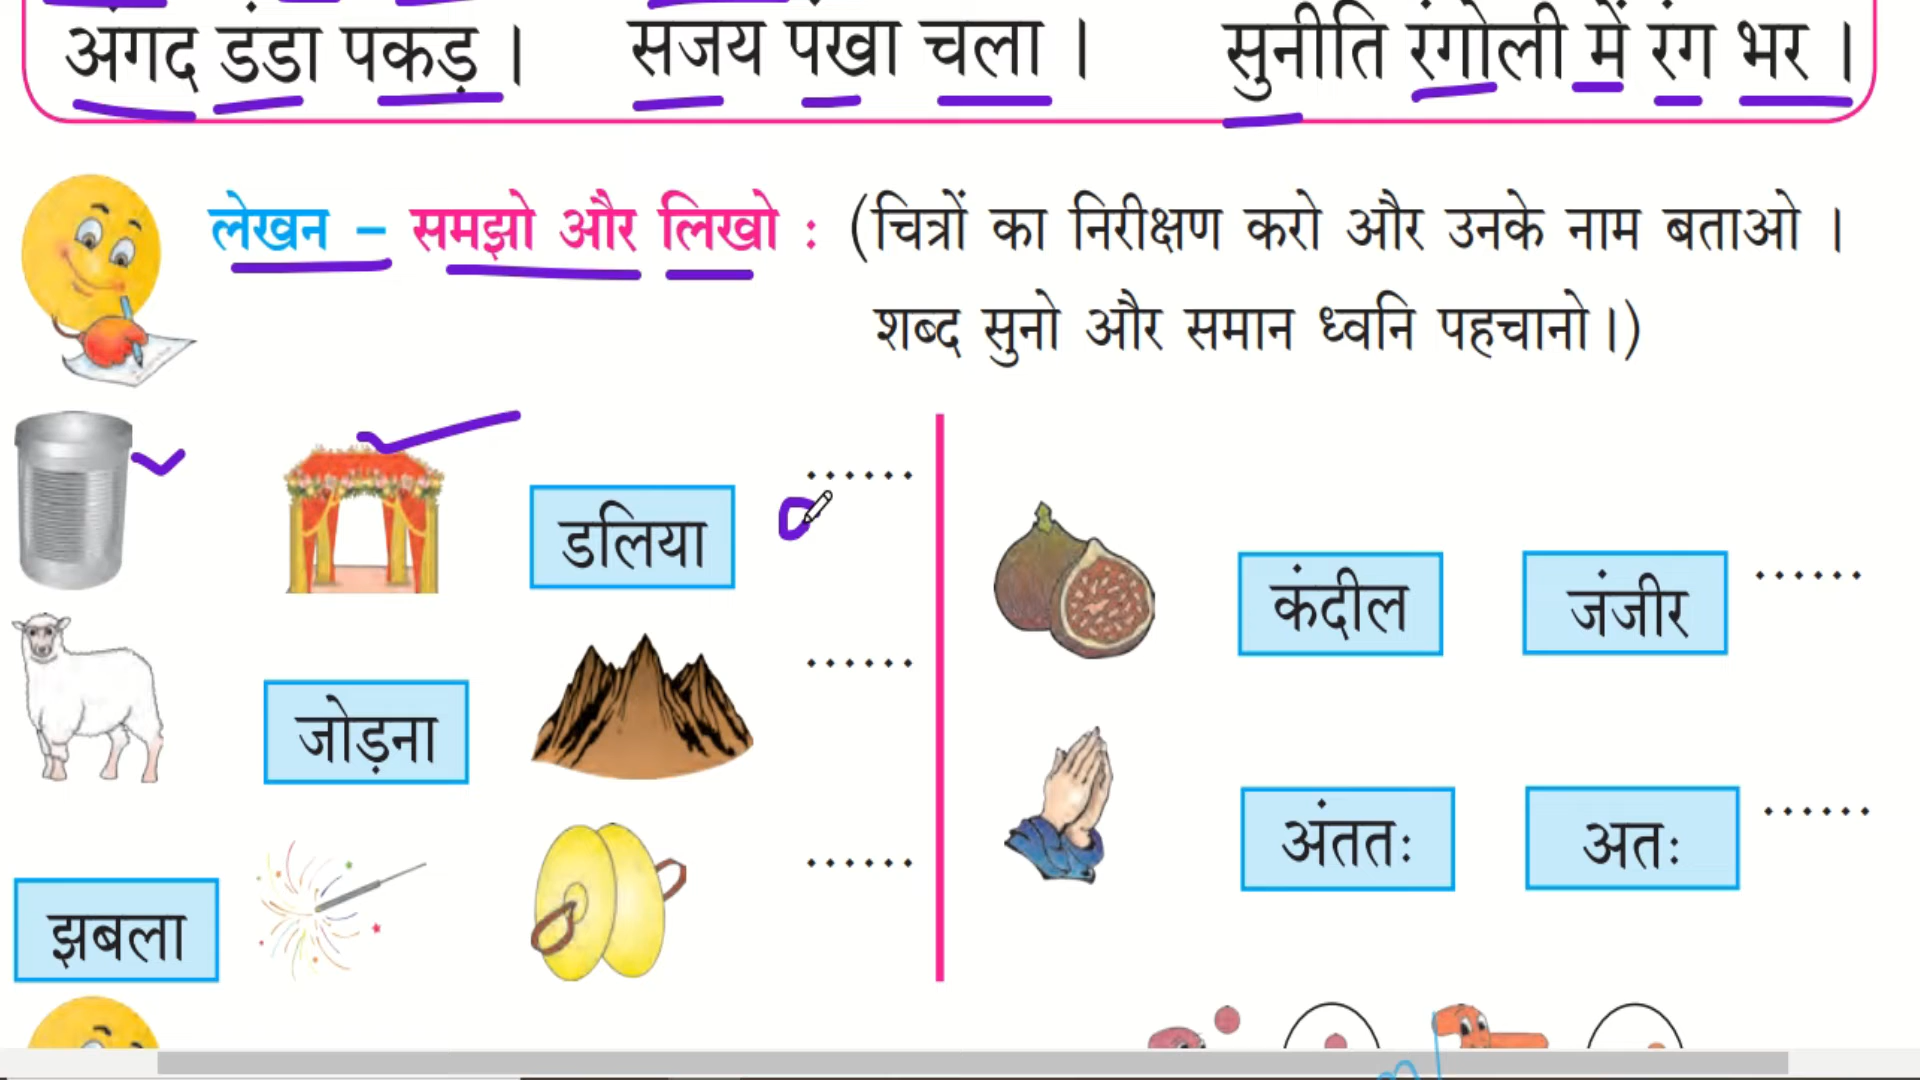 अंगद डंडा पकड़ । सजय पंखा चला । सुनीति रंगोली में रंग भर ।
लेखन – समझो और लिखो : (चित्रों का निरीक्षण करो और उनके नाम बताओ ।
शब्द सुनो और समान ध्वनि पहचानो।)
......
डलिया
कंदील जंजीर ......
......
जोड़ना
अंततः अतः ......
......
झबला